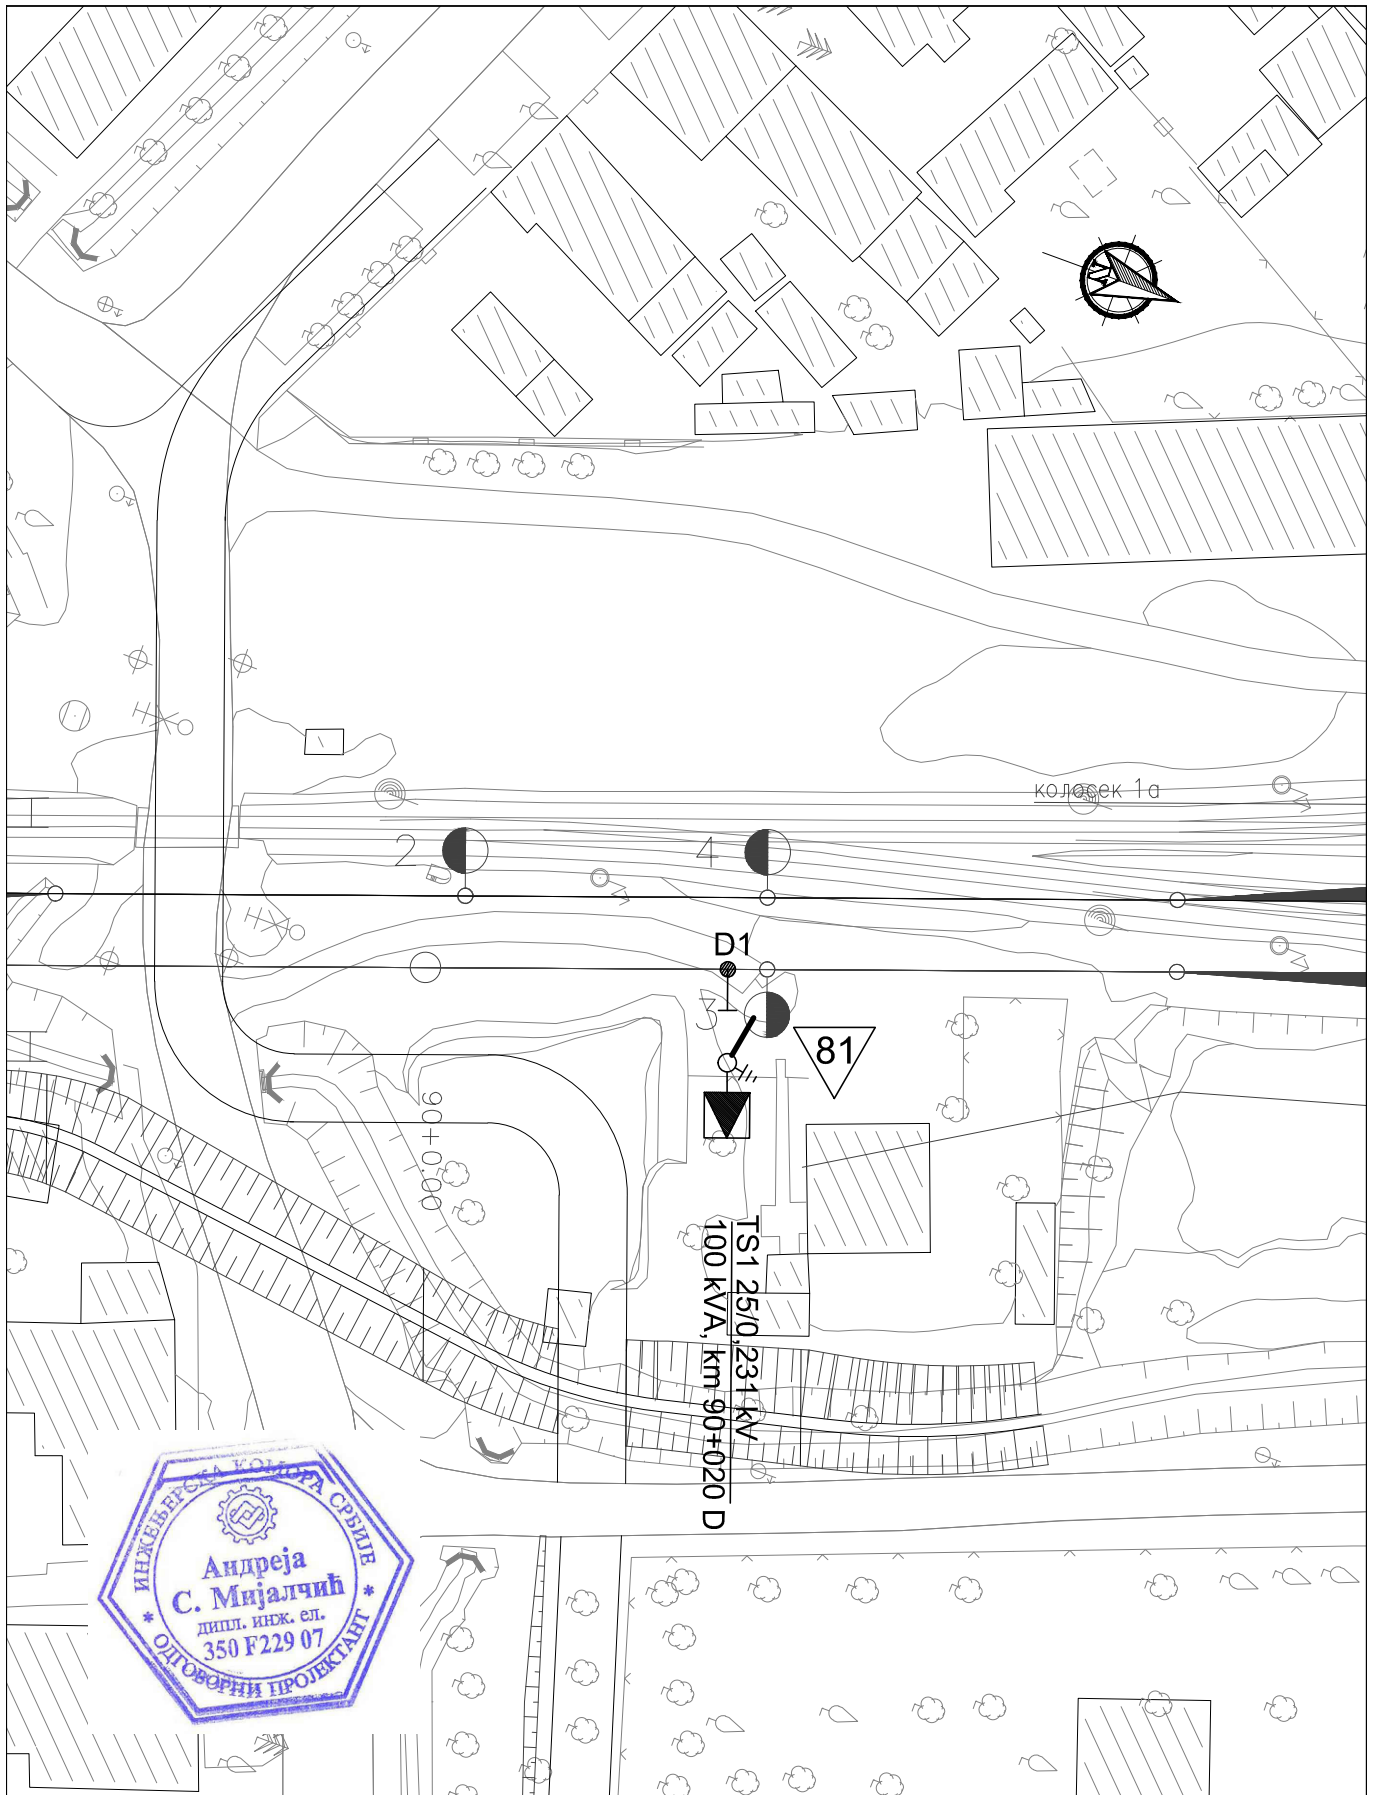 колосек 1а
2
4
D1
3
81
90+0.00
TS1 25/0,231 kV
100 kVA, km 90+020 D
ИНЖЕЊЕРСКА КОМОРА СРБИЈЕ
Андреја
С. Мијалчић
дипл. инж. ел.
350 F229 07
* ОДГОВОРНИ ПРОЈЕКТАНТ *